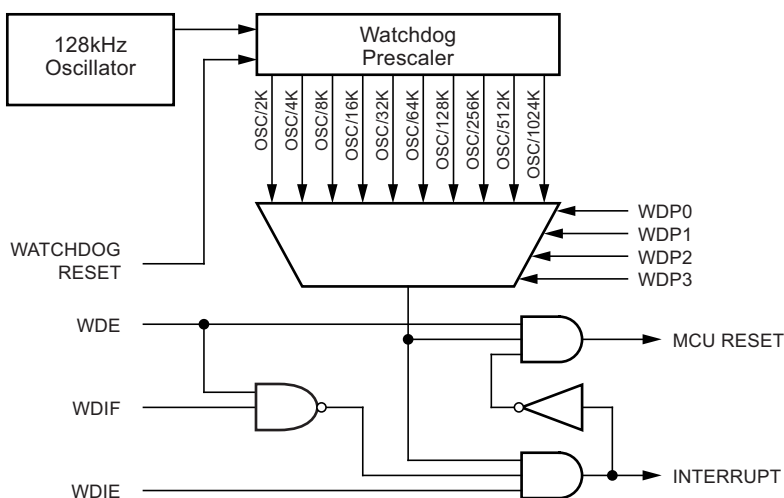 128kHz
Oscillator
Watchdog
Prescaler
OSC/2K
OSC/4K
OSC/8K
OSC/16K
OSC/32K
OSC/64K
OSC/128K
OSC/256K
OSC/512K
OSC/1024K
WDP0
WDP1
WDP2
WDP3
WATCHDOG
RESET
WDE
MCU RESET
WDIF
WDIE
INTERRUPT